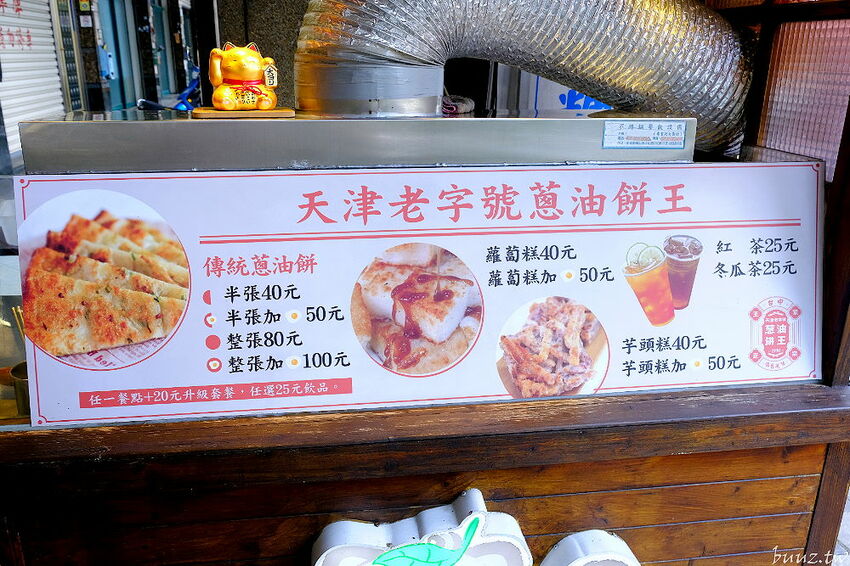 天津老字號蔥油餅王
傳統蔥油餅
半張40元
半張加 50元
整張80元
整張加 100元
任一餐點+20元升級套餐，任選25元飲品。
蘿蔔糕40元
蘿蔔糕加 50元
紅 茶25元
冬瓜茶25元
芋頭糕40元
芋頭糕加 50元
台中
蔥油
餅王
buuz.tw